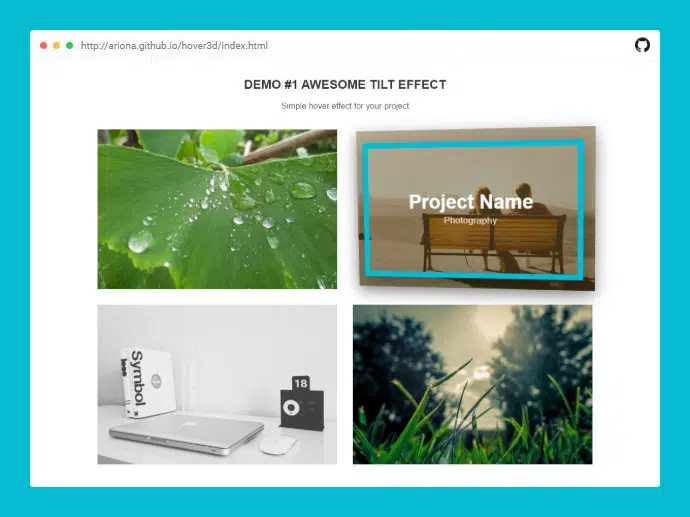 http://ariona.github.io/hover3d/index.html
DEMO #1 AWESOME TILT EFFECT
Simple hover effect for your project
Project Name
Photography
Symbol
18